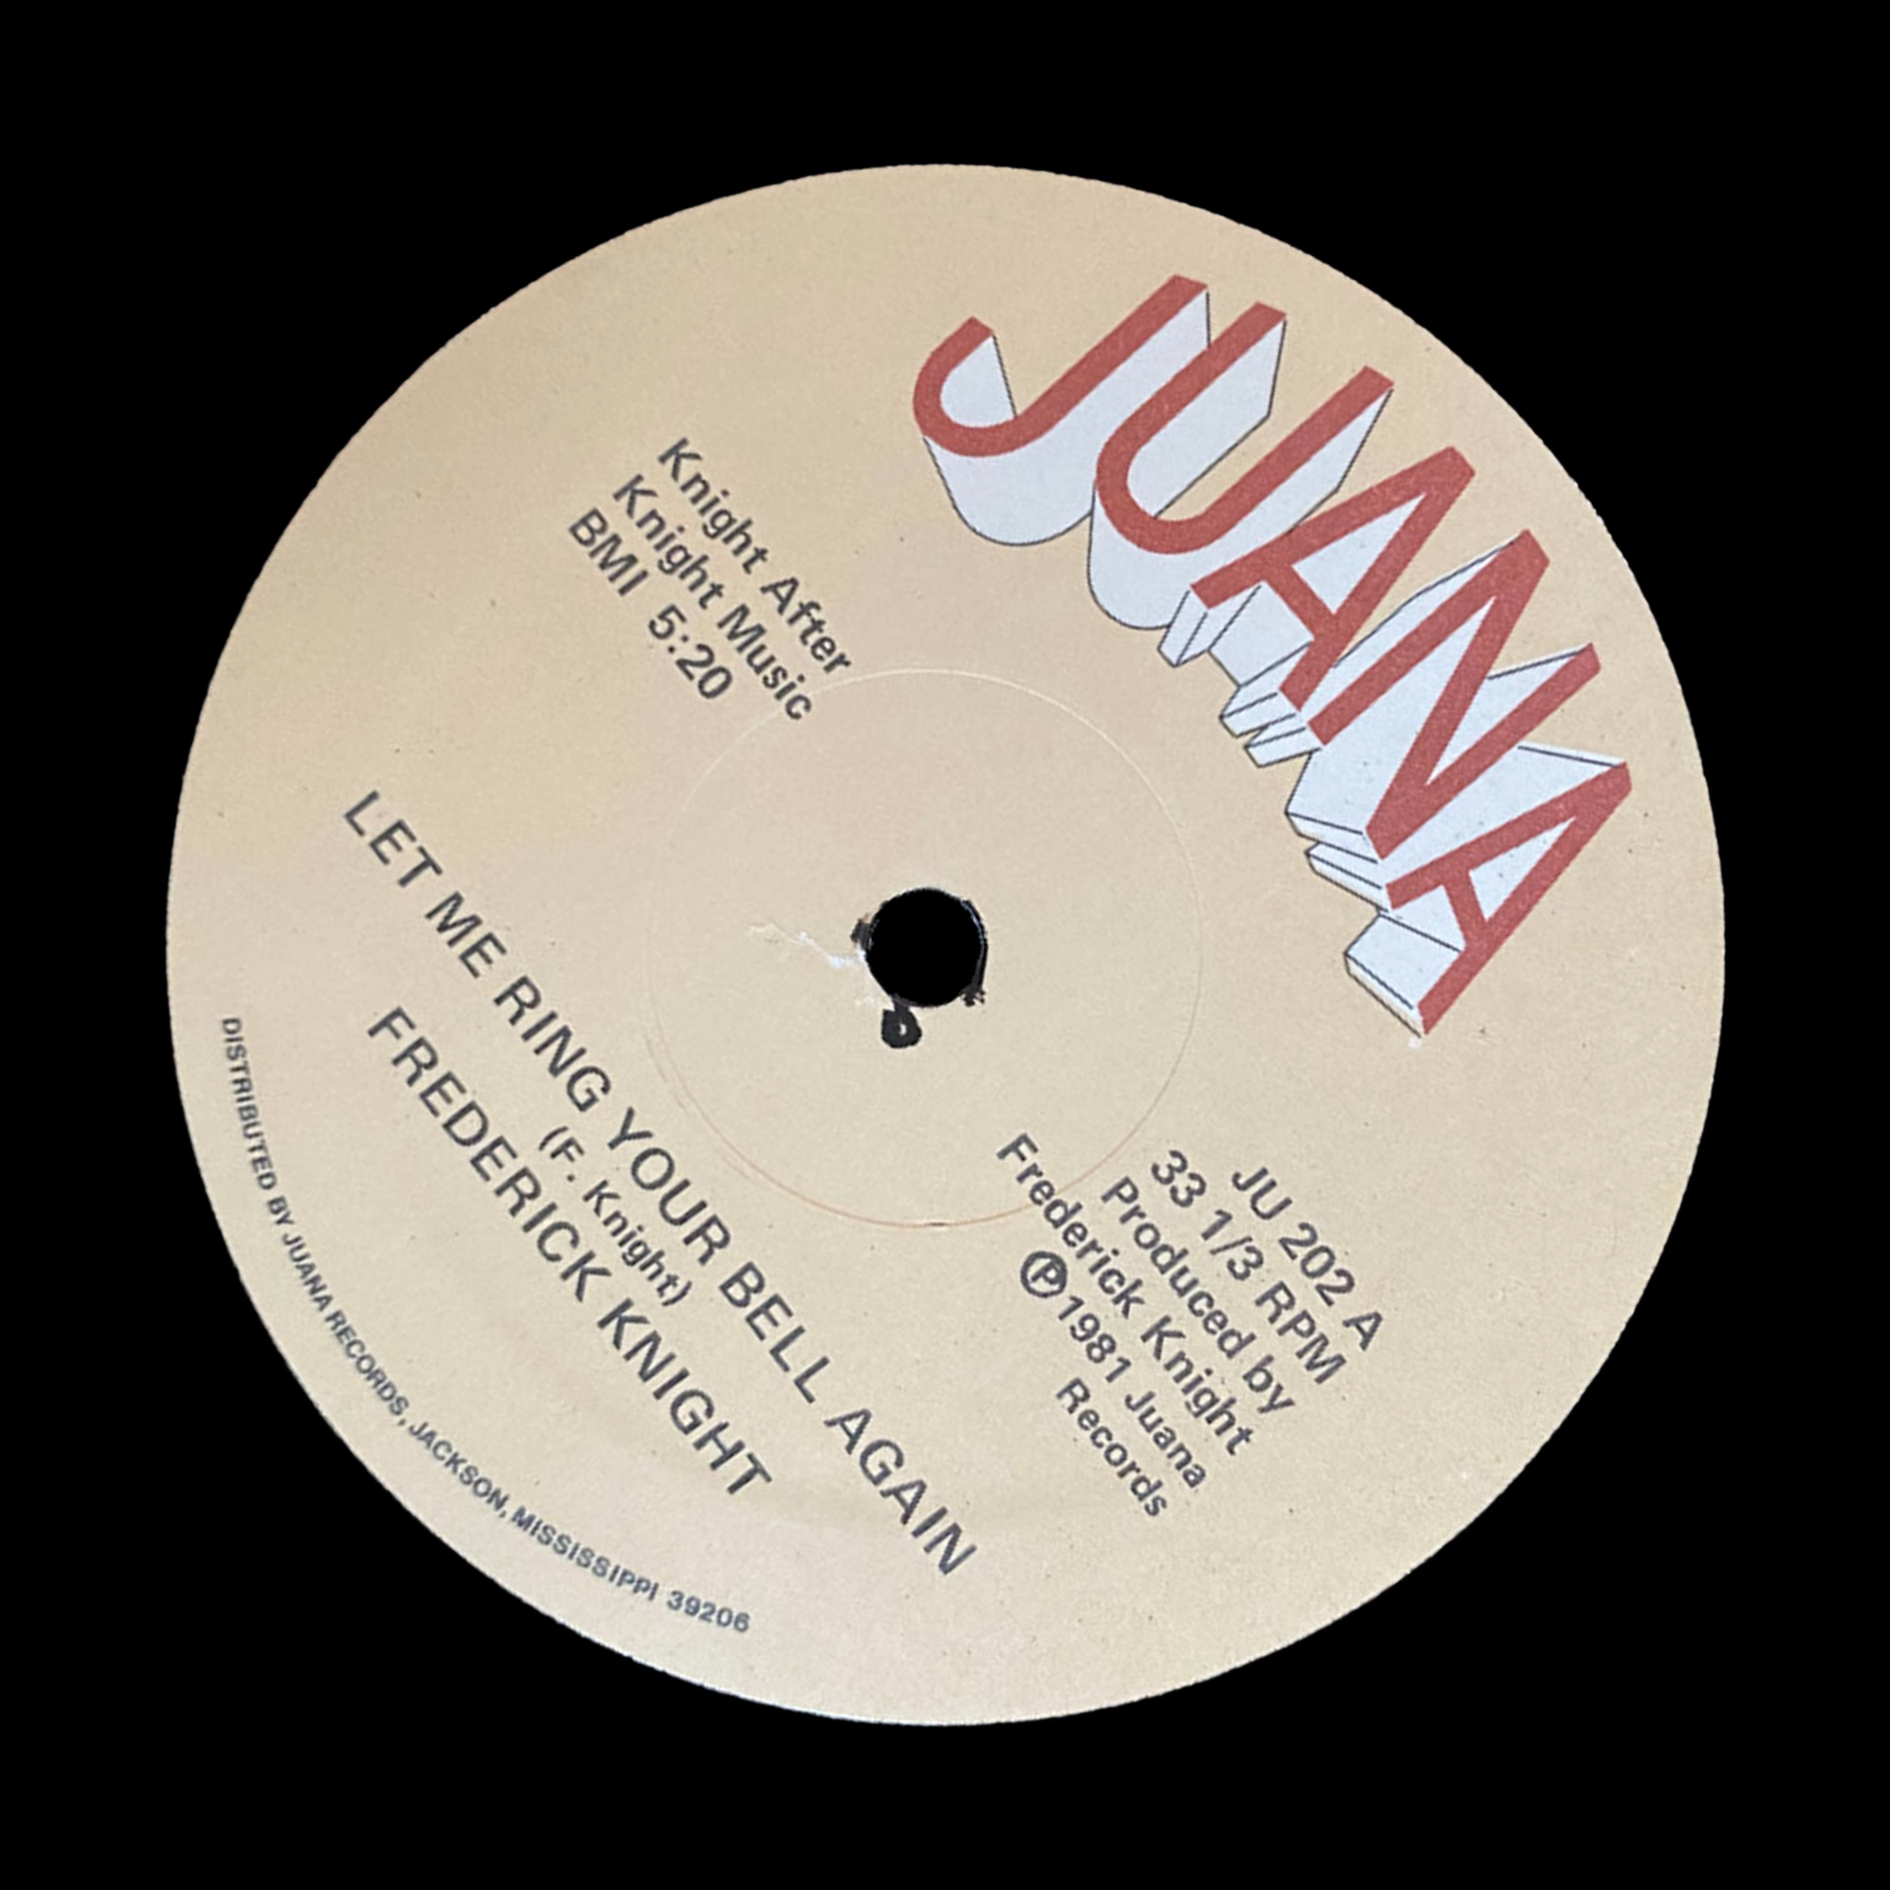 JUANA
Knight After
Knight Music
BMI 5:20
JU 202 A
33 1/3 RPM
Produced by
Frederick Knight
Ⓟ1981 Juana
Records
LET ME RING YOUR BELL AGAIN
(F. Knight)
FREDERICK KNIGHT
DISTRIBUTED BY JUANA RECORDS, JACKSON, MISSISSIPPI 39206